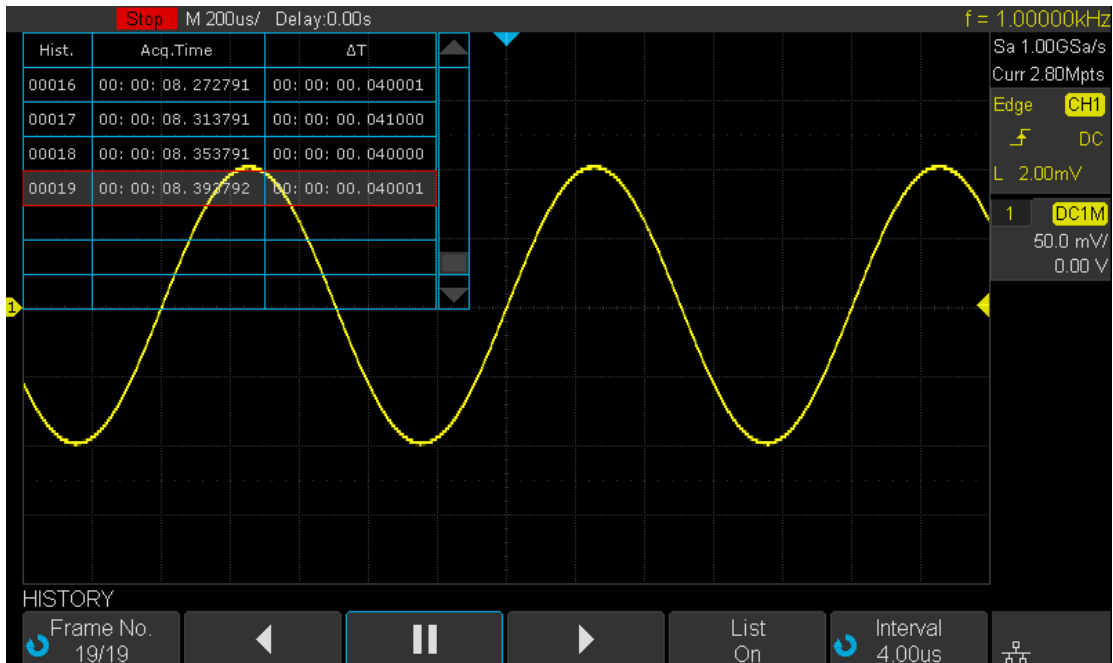 Stop M 200us/ Delay:0.00s f = 1.00000kHz
Hist. Acq.Time ΔT
00016 00: 00: 08. 272791 00: 00: 00. 040001
00017 00: 00: 08. 313791 00: 00: 00. 041000
00018 00: 00: 08. 353791 00: 00: 00. 040000
00019 00: 00: 08. 393792 00: 00: 00. 040001
Sa 1.00GSa/s
Curr 2.80Mpts
Edge CH1
DC
L 2.00mV
1 DC1M
50.0 mV/
0.00 V
1
HISTORY
Frame No.
19/19
List
On
Interval
4.00us